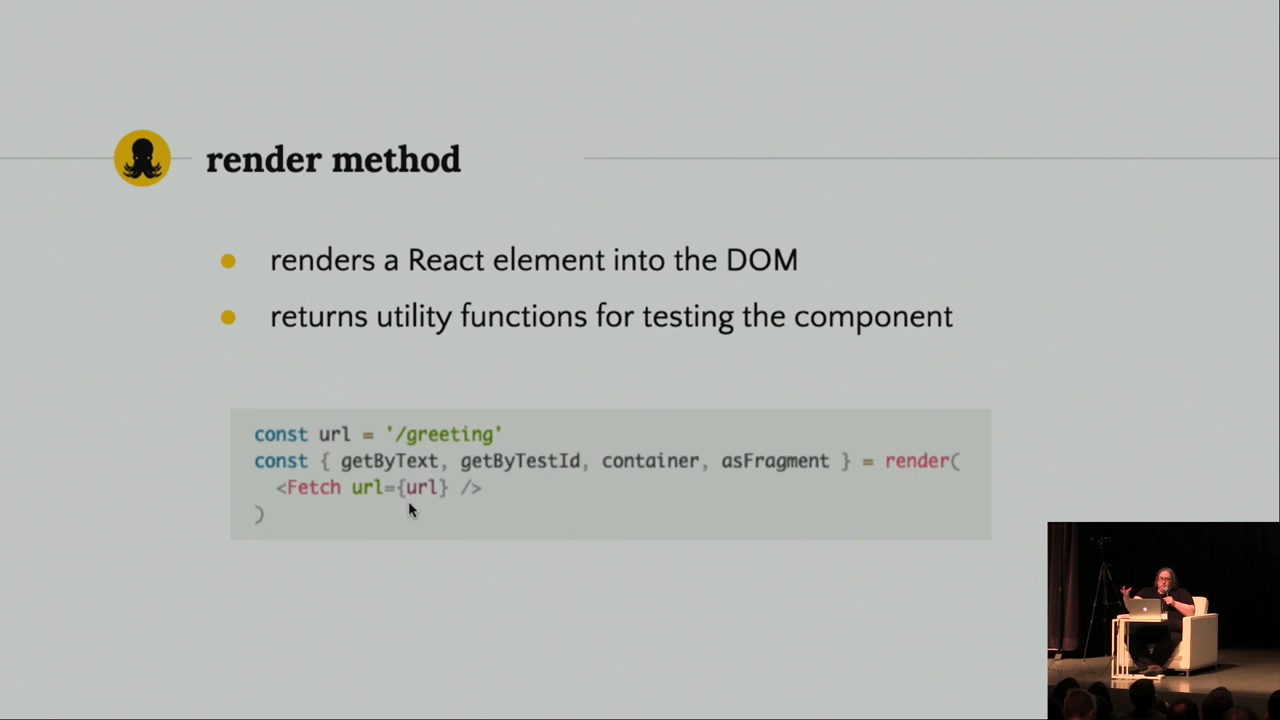 render method
renders a React element into the DOM
returns utility functions for testing the component
const url = '/greeting'
const { getByText, getByTestId, container, asFragment } = render(
<Fetch url={url} />
)